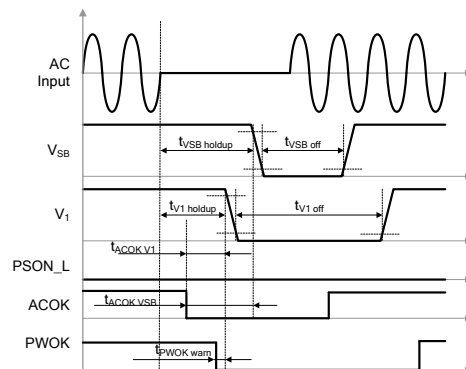 AC
Input
VSB
tVSB holdup
tVSB off
V1
tV1 holdup
tV1 off
tACOK V1
PSON_L
ACOK
tACOK VSB
PWOK
tPWOK warn